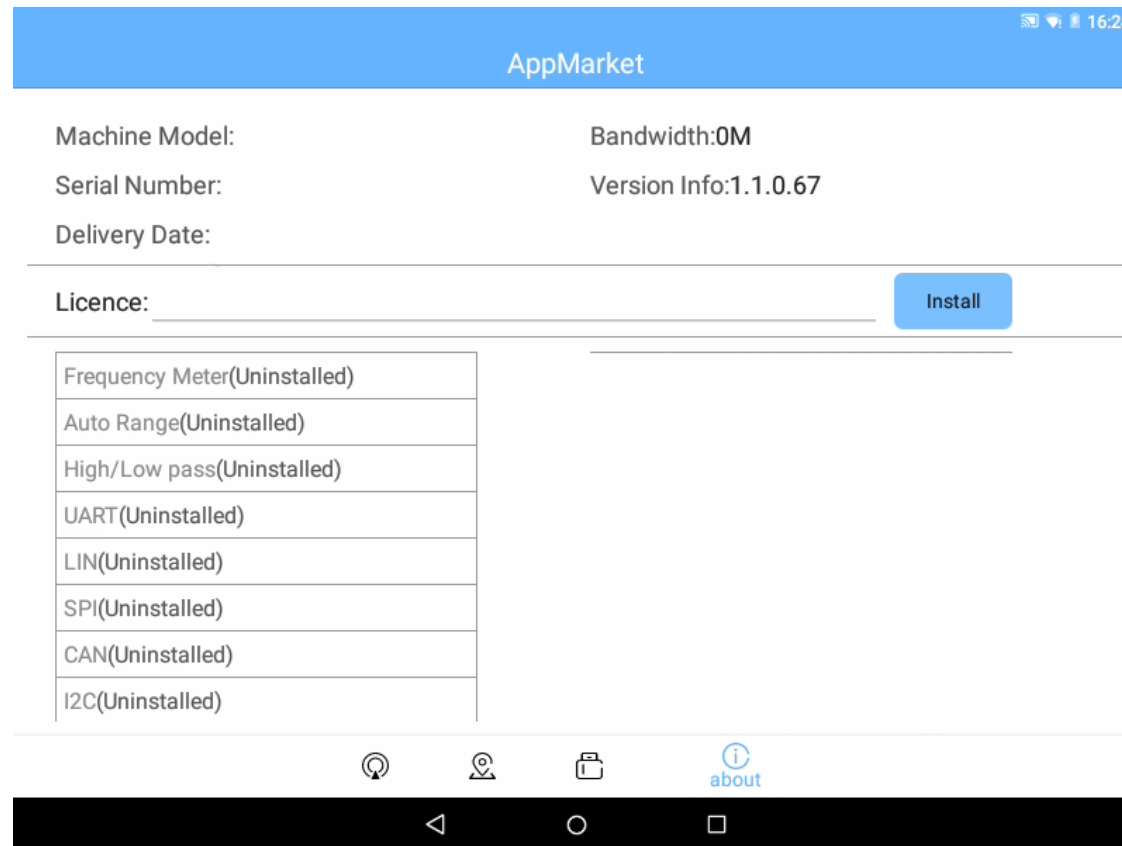 AppMarket
Machine Model:
Bandwidth:0M
Serial Number:
Version Info:1.1.0.67
Delivery Date:
Licence:
Install
Frequency Meter(Uninstalled)
Auto Range(Uninstalled)
High/Low pass(Uninstalled)
UART(Uninstalled)
LIN(Uninstalled)
SPI(Uninstalled)
CAN(Uninstalled)
I2C(Uninstalled)
about